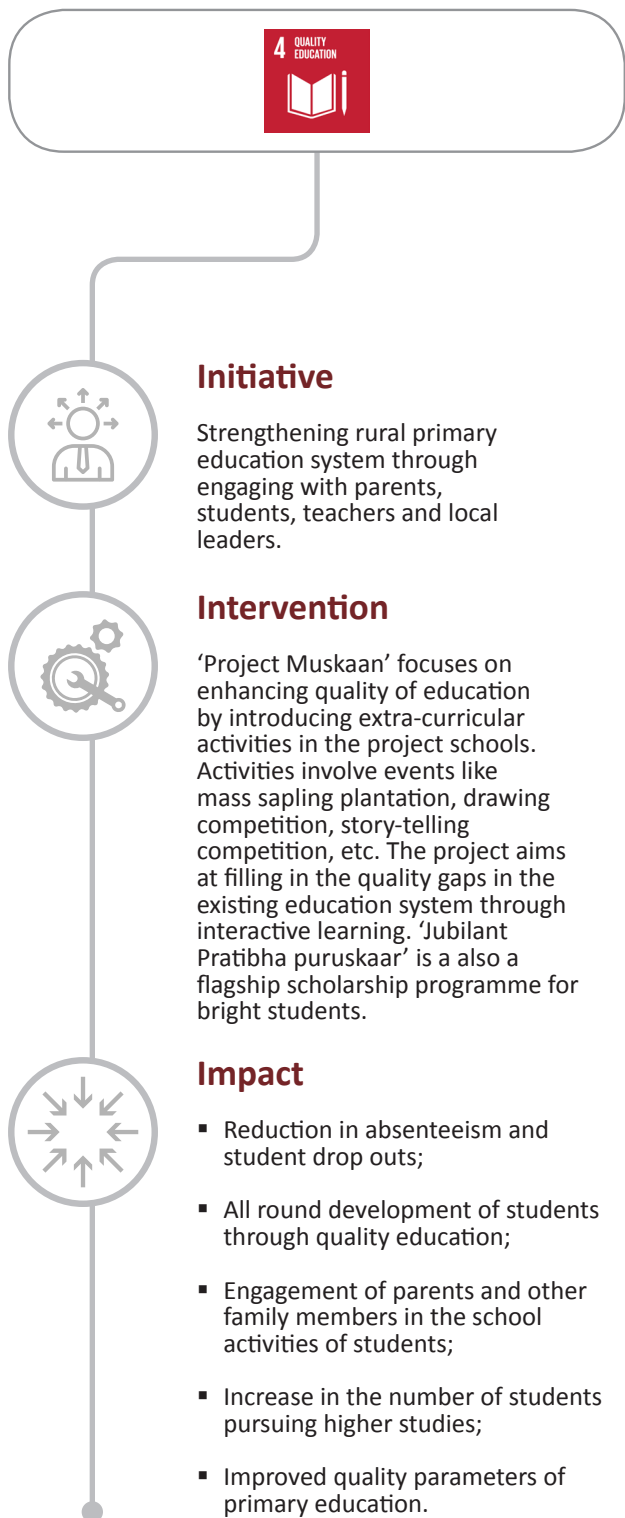 4 QUALITY
EDUCATION
Initiative
Strengthening rural primary
education system through
engaging with parents,
students, teachers and local
leaders.
Intervention
‘Project Muskaan’ focuses on
enhancing quality of education
by introducing extra-curricular
activities in the project schools.
Activities involve events like
mass sapling plantation, drawing
competition, story-telling
competition, etc. The project aims
at filling in the quality gaps in the
existing education system through
interactive learning. ‘Jubilant
Pratibha puruskaar’ is a also a
flagship scholarship programme for
bright students.
Impact
▪ Reduction in absenteeism and
student drop outs;
▪ All round development of students
through quality education;
▪ Engagement of parents and other
family members in the school
activities of students;
▪ Increase in the number of students
pursuing higher studies;
▪ Improved quality parameters of
primary education.